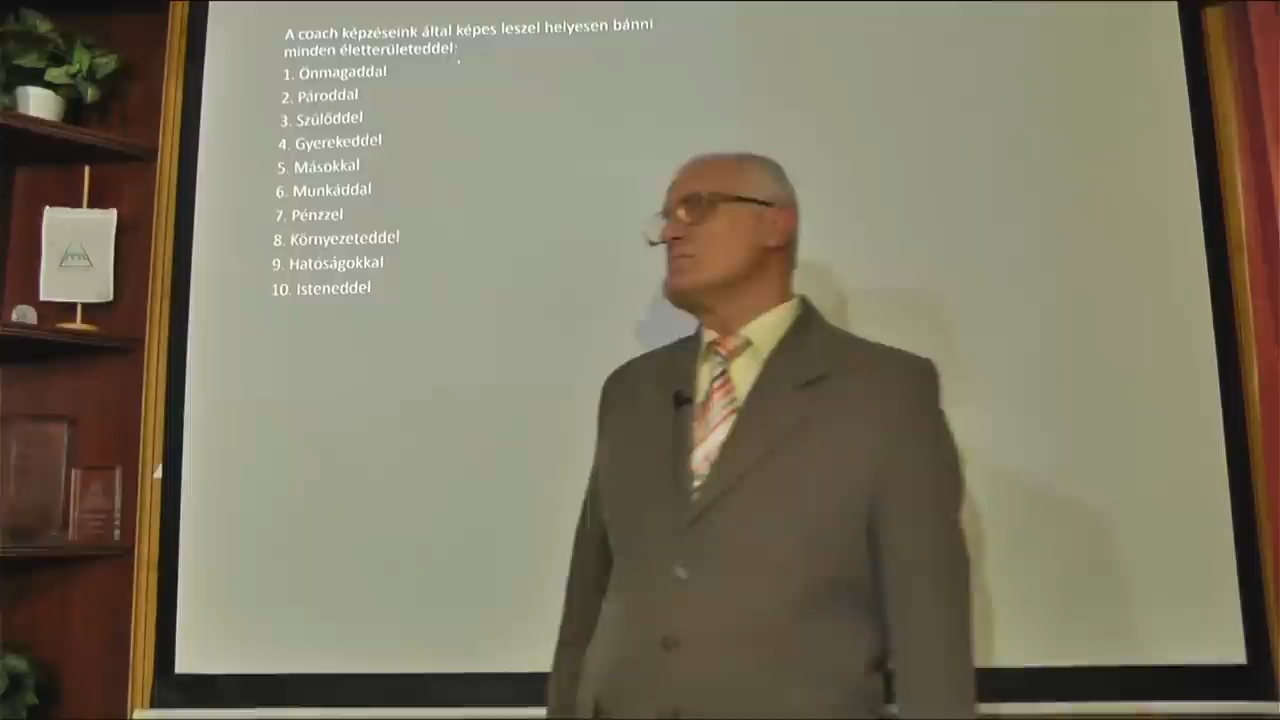 A coach képzéseink által képes leszel helyesen bánni
minden életterületeddel:
1. Önmagaddal
2. Pároddal
3. Szülőddel
4. Gyerekeddel
5. Másokkal
6. Munkáddal
7. Pénzzel
8. Környezeteddel
9. Hatóságokkal
10. Isteneddel